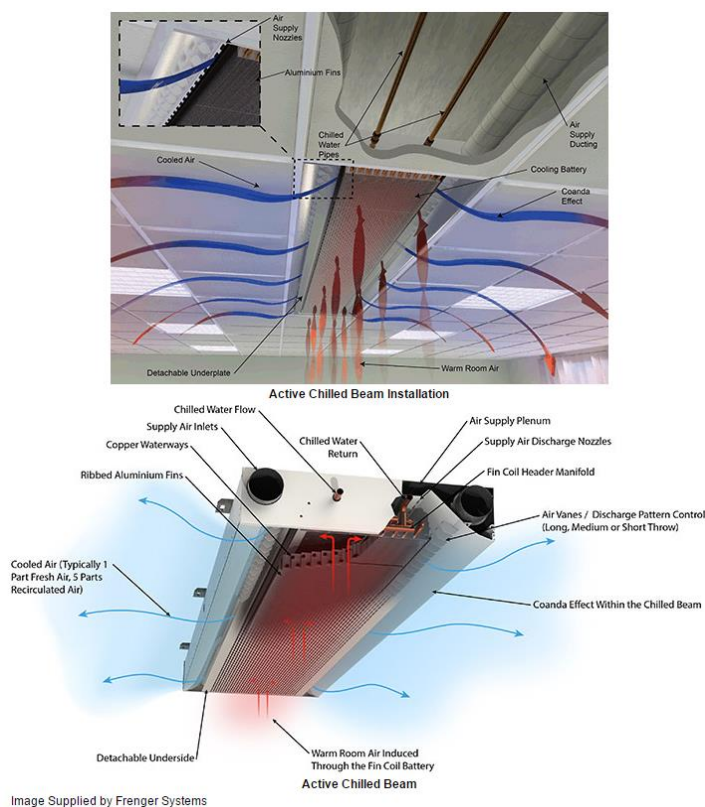 Air
Supply
Nozzles
Aluminium Fins
Chilled
Water
Pipes
Air
Supply
Ducting
Cooled Air
Cooling Battery
Coanda
Effect
Detachable Underplate
Warm Room Air
Active Chilled Beam Installation
Chilled Water Flow
Supply Air Inlets
Copper Waterways
Ribbed Aluminium Fins
Chilled Water
Return
Air Supply Plenum
Supply Air Discharge Nozzles
Fin Coil Header Manifold
Air Vanes / Discharge Pattern Control
(Long, Medium or Short Throw)
Cooled Air (Typically 1
Part Fresh Air, 5 Parts
Recirculated Air)
Coanda Effect Within the Chilled Beam
Detachable Underside
Warm Room Air Induced
Through the Fin Coil Battery
Active Chilled Beam
Image Supplied by Frenger Systems